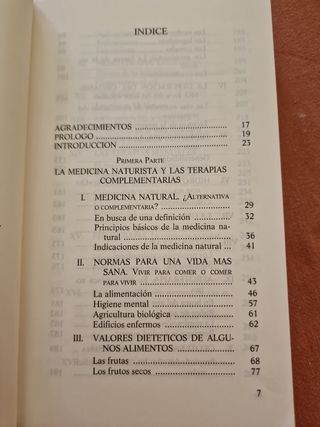 INDICE
AGRADECIMIENTOS ........................................ 17
PROLOGO ........................................ 19
INTRODUCCION ........................................ 23
PRIMERA PARTE
LA MEDICINA NATURISTA Y LAS TERAPIAS
COMPLEMENTARIAS
I. MEDICINA NATURAL. ¿ALTERNATIVA
O COMPLEMENTARIA? .............................. 29
En busca de una definición .................... 32
Principios básicos de la medicina na-
tural ........................................ 36
Indicaciones de la medicina natural ... 41
II. NORMAS PARA UNA VIDA MAS
SANA. VIVIR PARA COMER O COMER
PARA VIVIR ........................................ 43
La alimentación .............................. 46
Higiene mental .............................. 57
Agricultura biológica .......................... 61
Edificios enfermos .............................. 62
III. VALORES DIETETICOS DE ALGU-
NOS ALIMENTOS .............................. 67
Las frutas ........................................ 68
Los frutos secos .............................. 77
7